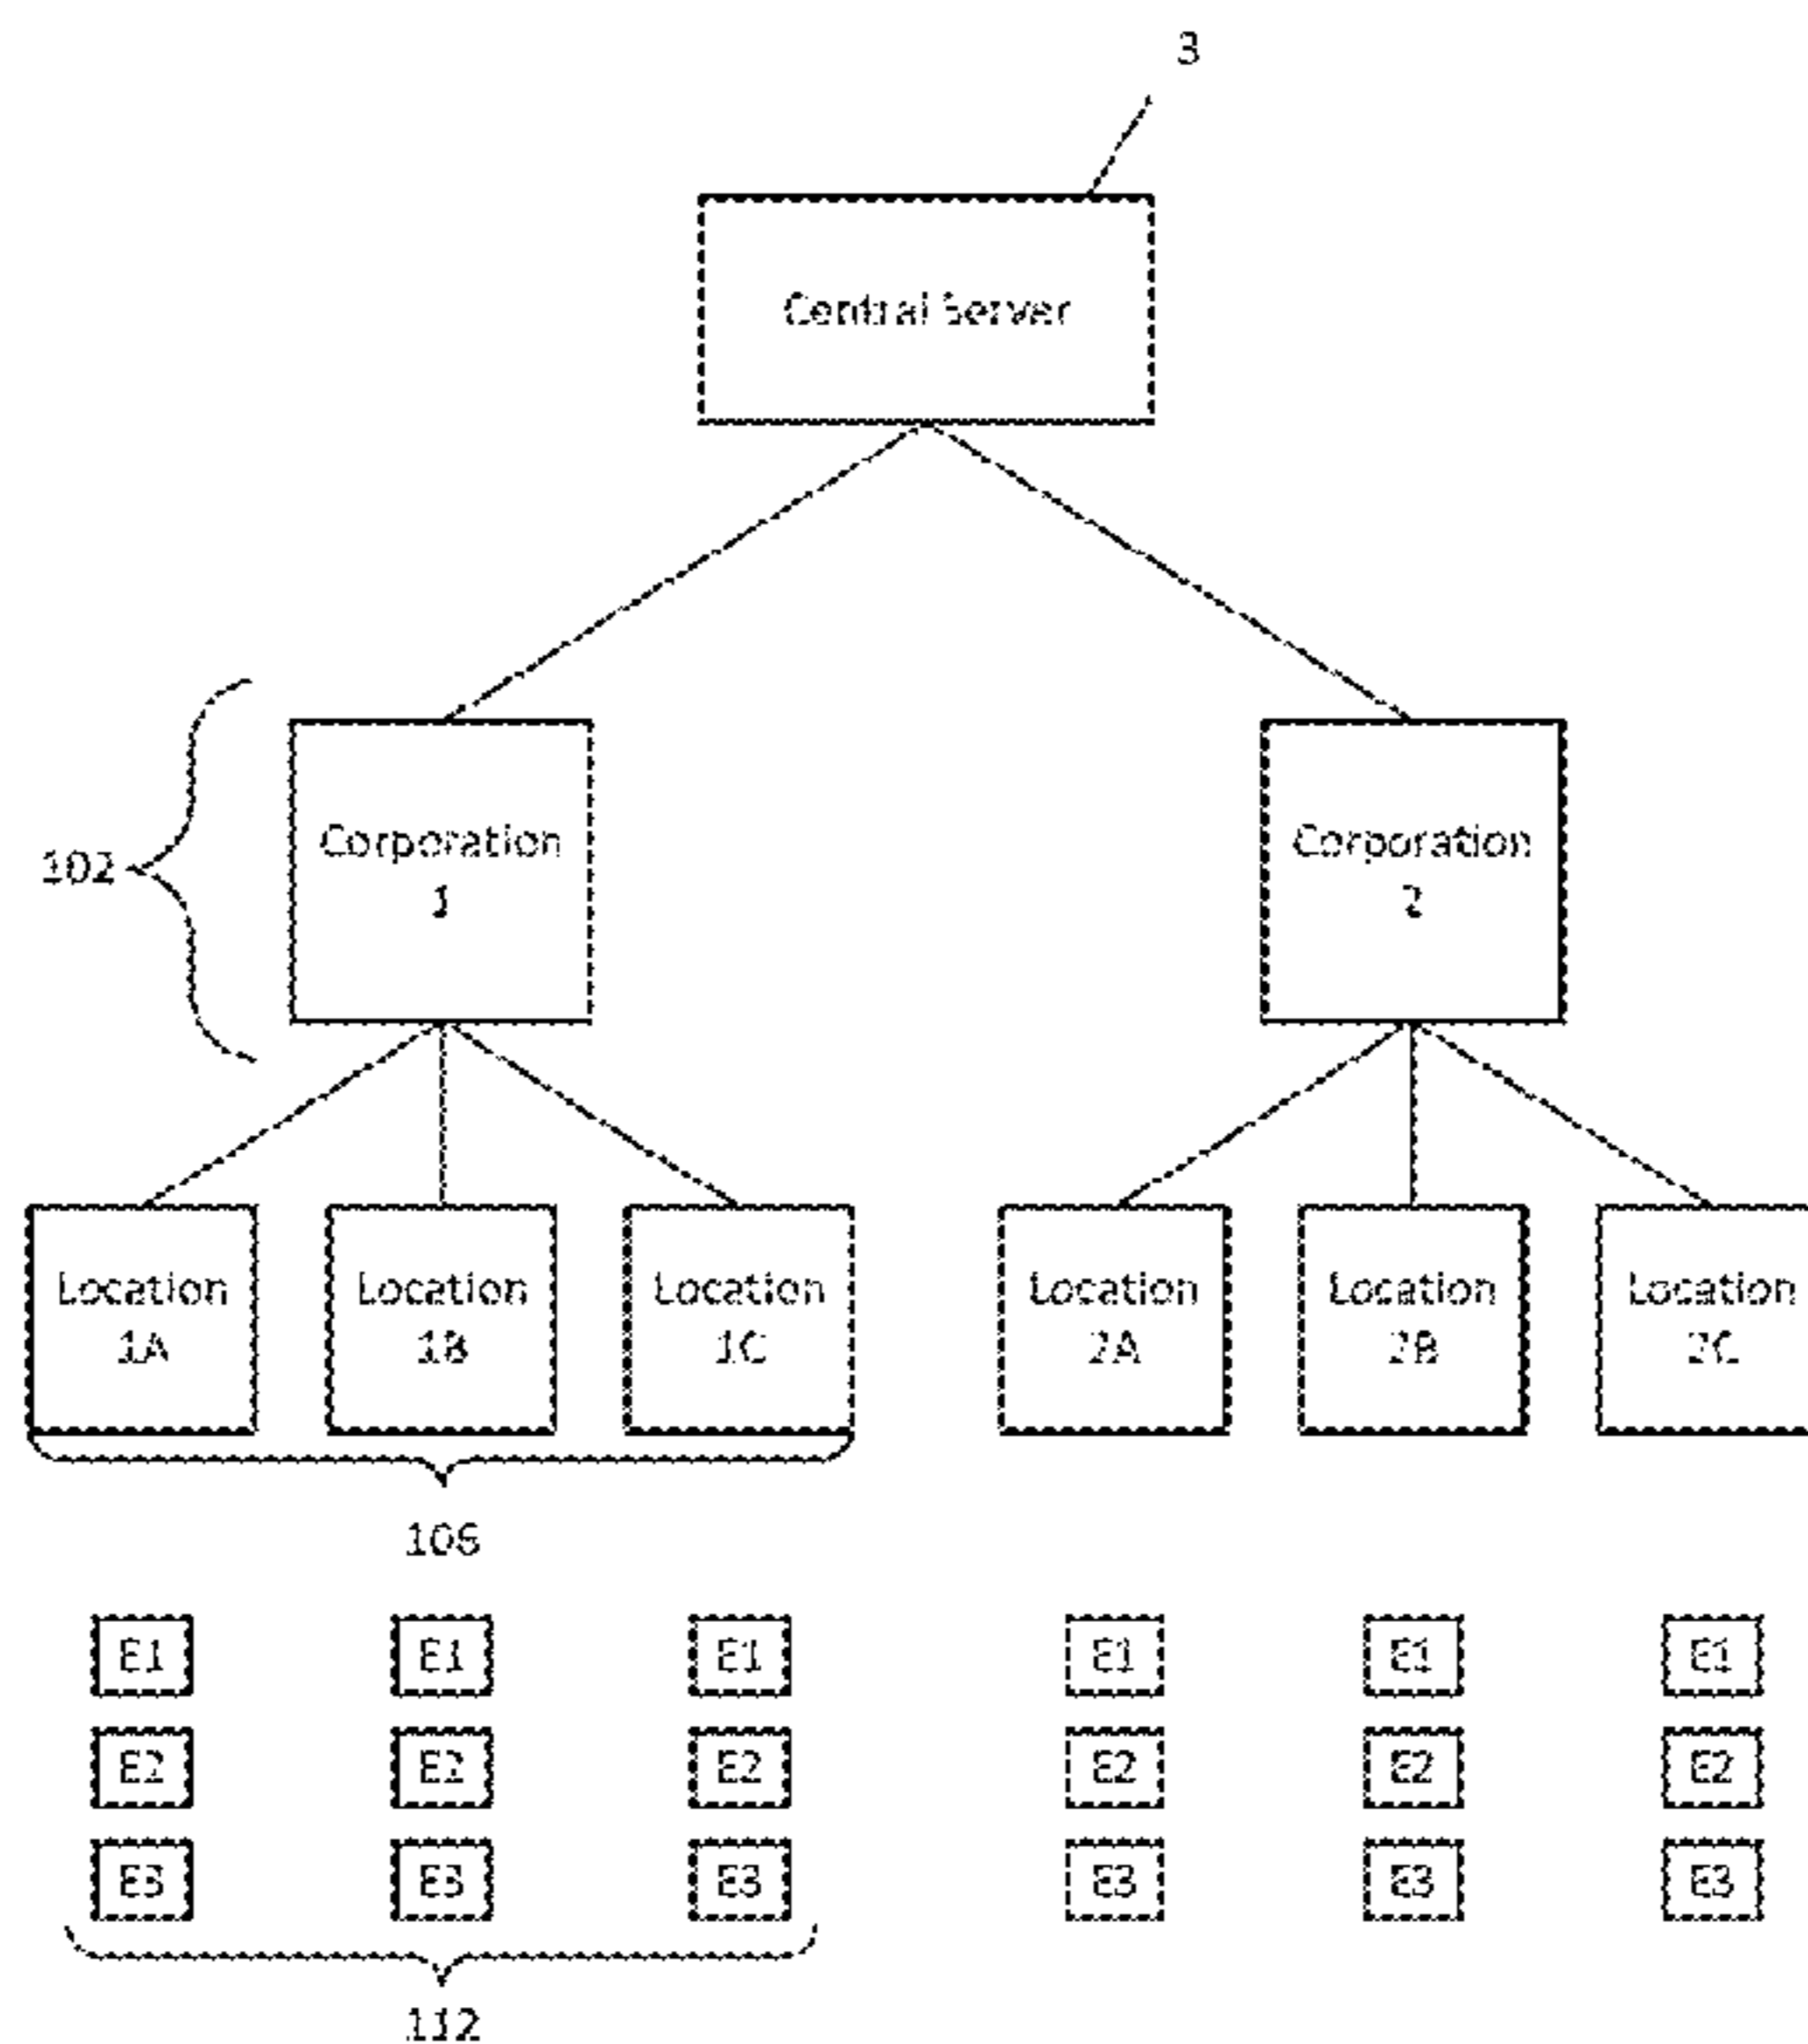 3
Central Server
102
Corporation
1
Corporation
2
Location
1A
Location
1B
Location
1C
Location
2A
Location
2B
Location
2C
E1
E1
E1
E1
E1
E1
E2
E2
E2
E2
E2
E2
E3
E3
E3
E3
E3
E3
112